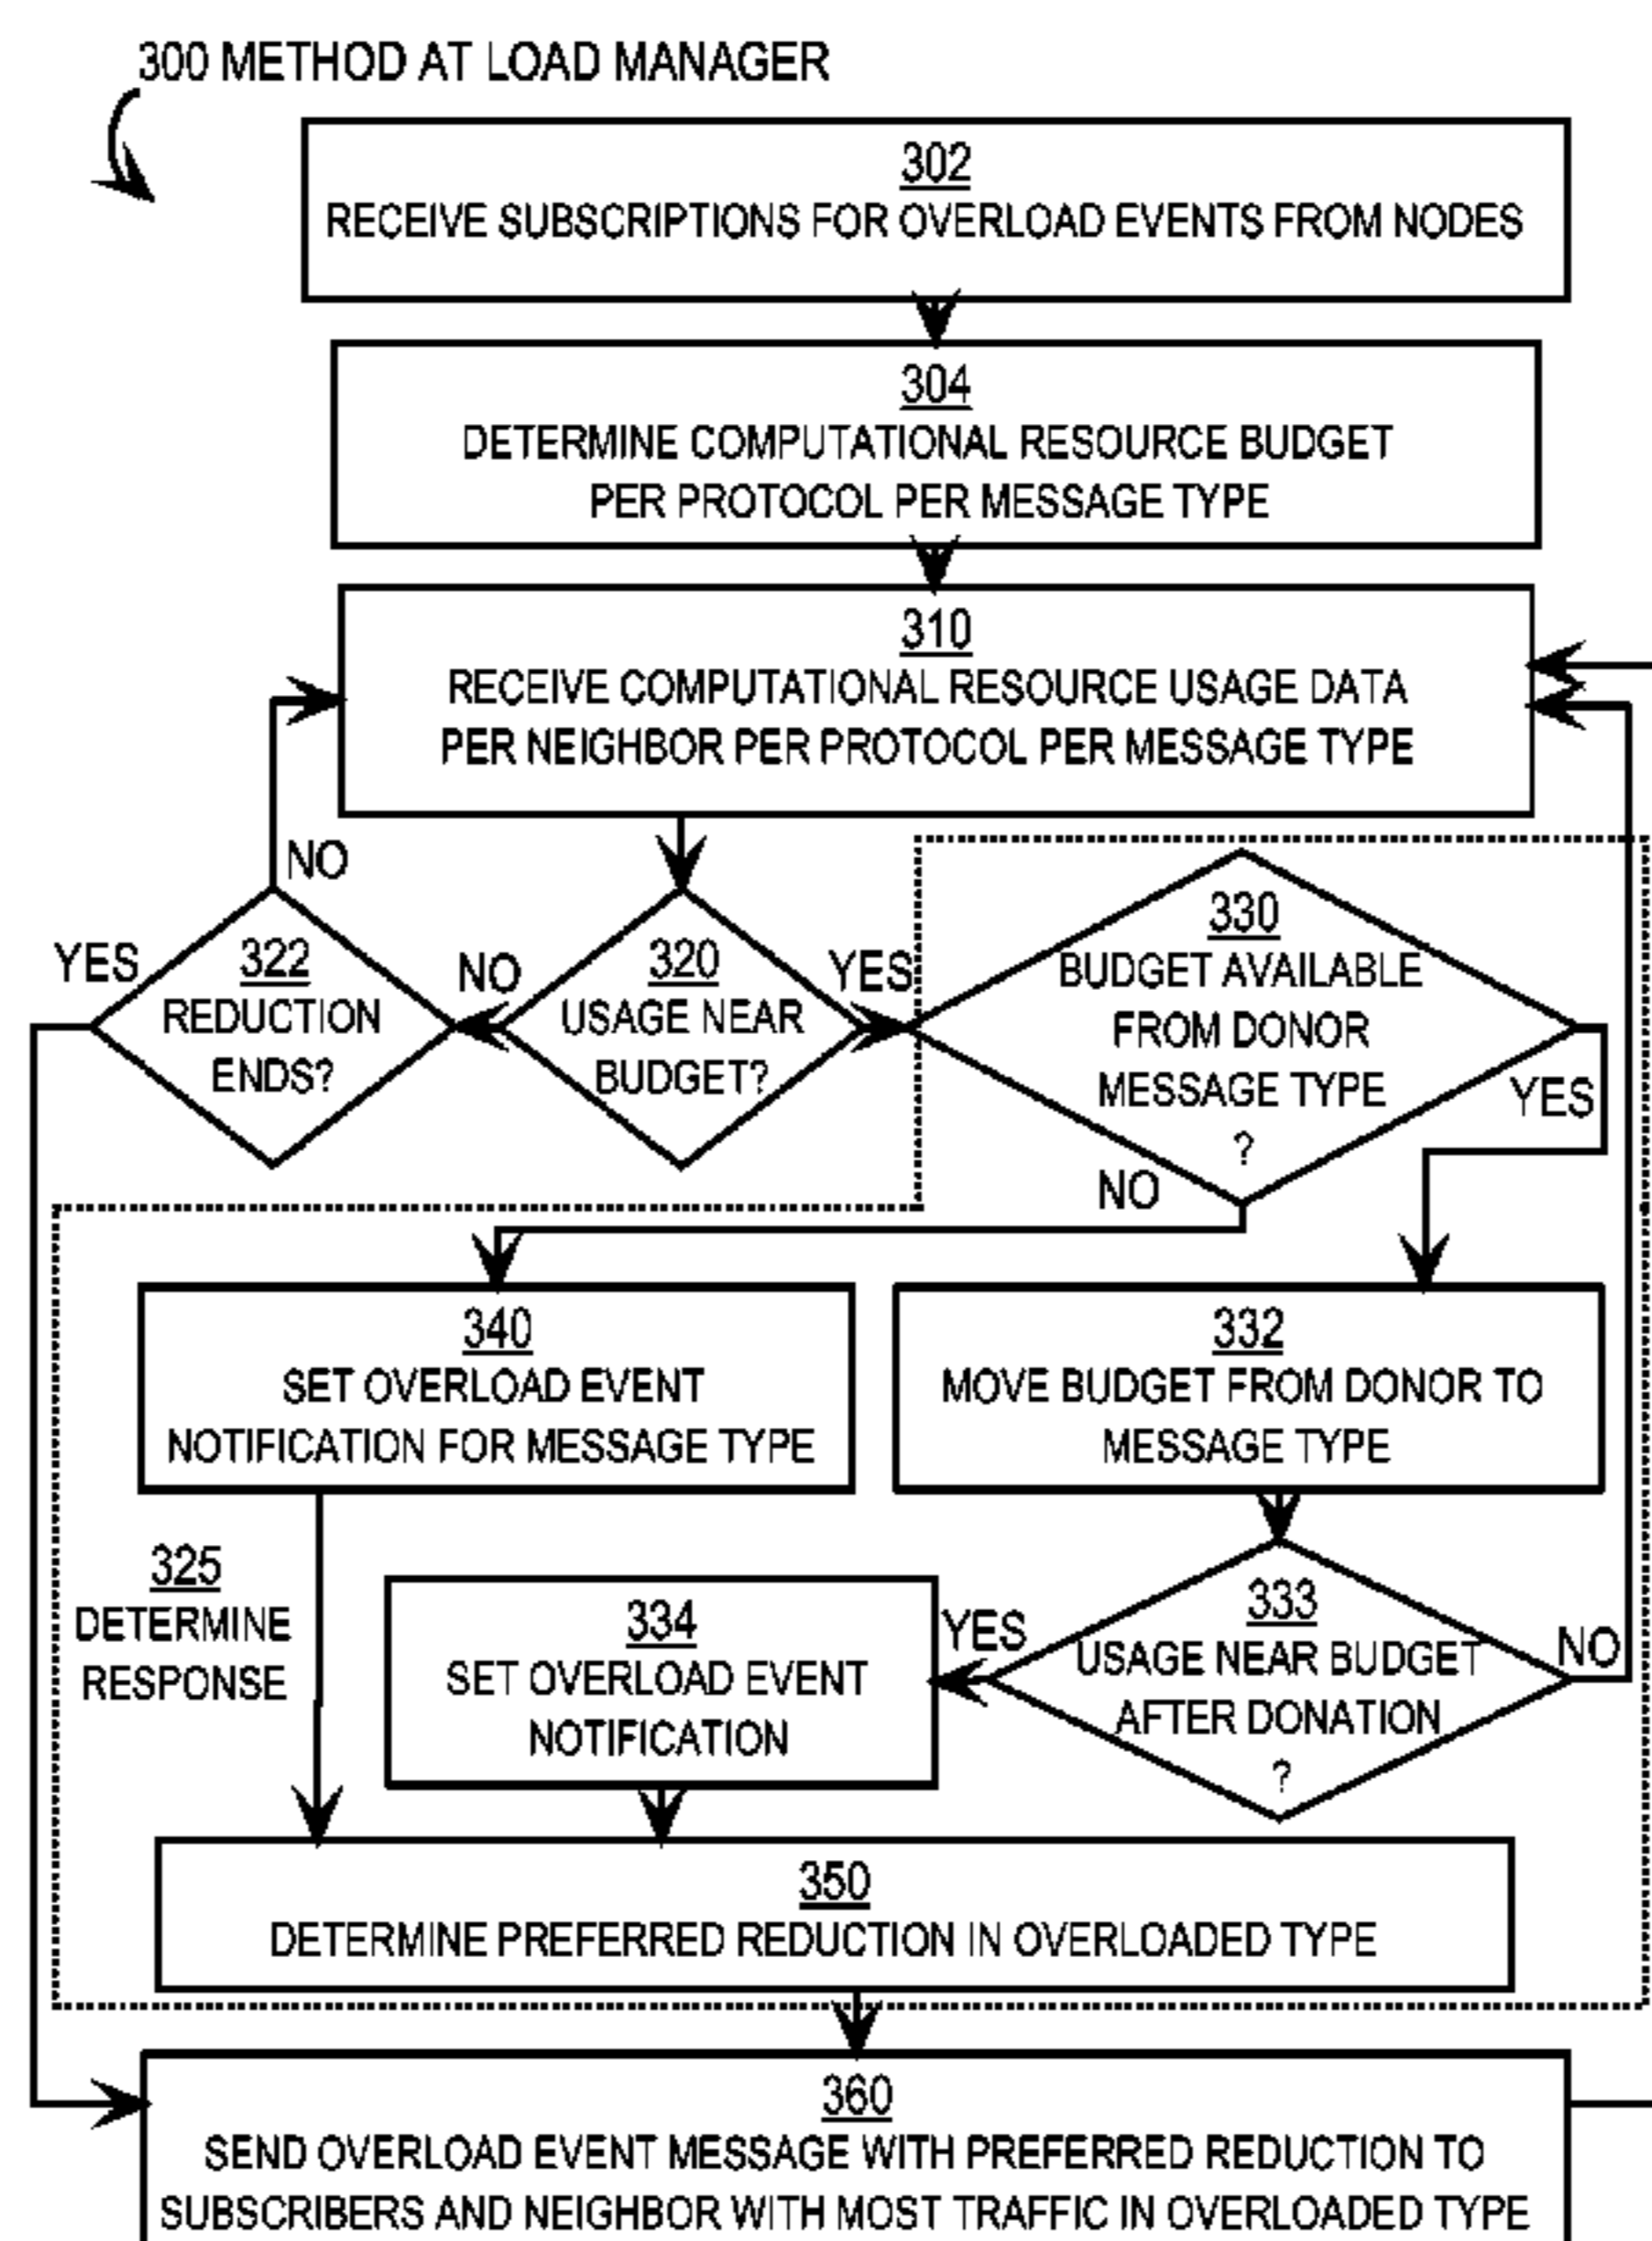 300 METHOD AT LOAD MANAGER
302
RECEIVE SUBSCRIPTIONS FOR OVERLOAD EVENTS FROM NODES
304
DETERMINE COMPUTATIONAL RESOURCE BUDGET
PER PROTOCOL PER MESSAGE TYPE
310
RECEIVE COMPUTATIONAL RESOURCE USAGE DATA
PER NEIGHBOR PER PROTOCOL PER MESSAGE TYPE
NO
YES
322
REDUCTION
ENDS?
NO
320
USAGE NEAR
BUDGET?
YES
330
BUDGET AVAILABLE
FROM DONOR
MESSAGE TYPE
?
YES
NO
340
SET OVERLOAD EVENT
NOTIFICATION FOR MESSAGE TYPE
332
MOVE BUDGET FROM DONOR TO
MESSAGE TYPE
325
DETERMINE
RESPONSE
334
SET OVERLOAD EVENT
NOTIFICATION
YES
333
USAGE NEAR BUDGET
AFTER DONATION
?
NO
350
DETERMINE PREFERRED REDUCTION IN OVERLOADED TYPE
360
SEND OVERLOAD EVENT MESSAGE WITH PREFERRED REDUCTION TO
SUBSCRIBERS AND NEIGHBOR WITH MOST TRAFFIC IN OVERLOADED TYPE